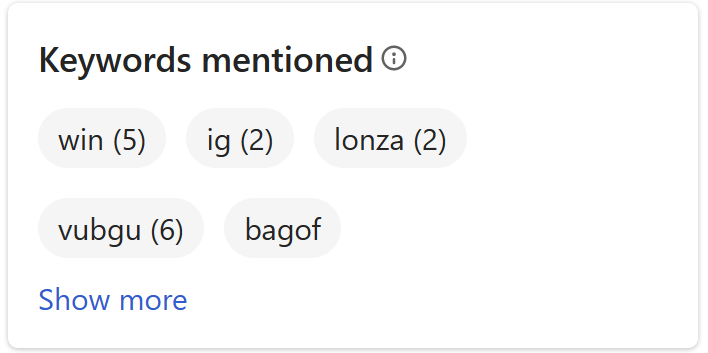 Keywords mentioned
win (5) ig (2) lonza (2)
vubgu (6) bagof
Show more